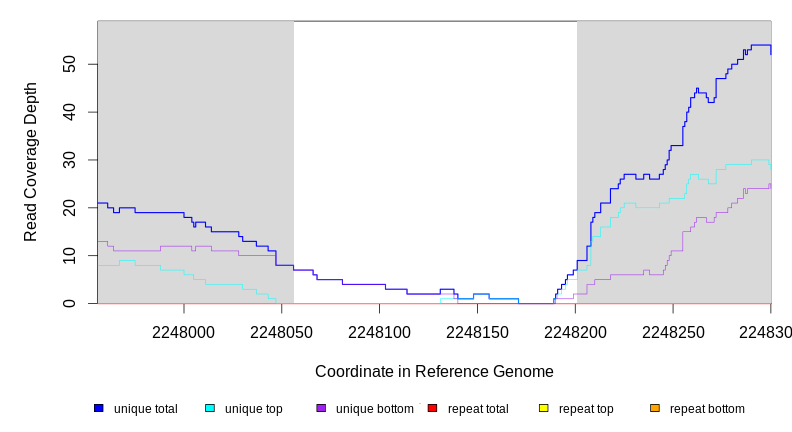 Read Coverage Depth
50
40
30
20
10
0
2248000 2248050 2248100 2248150 2248200 2248250 224830
Coordinate in Reference Genome
unique total unique top unique bottom repeat total repeat top repeat bottom